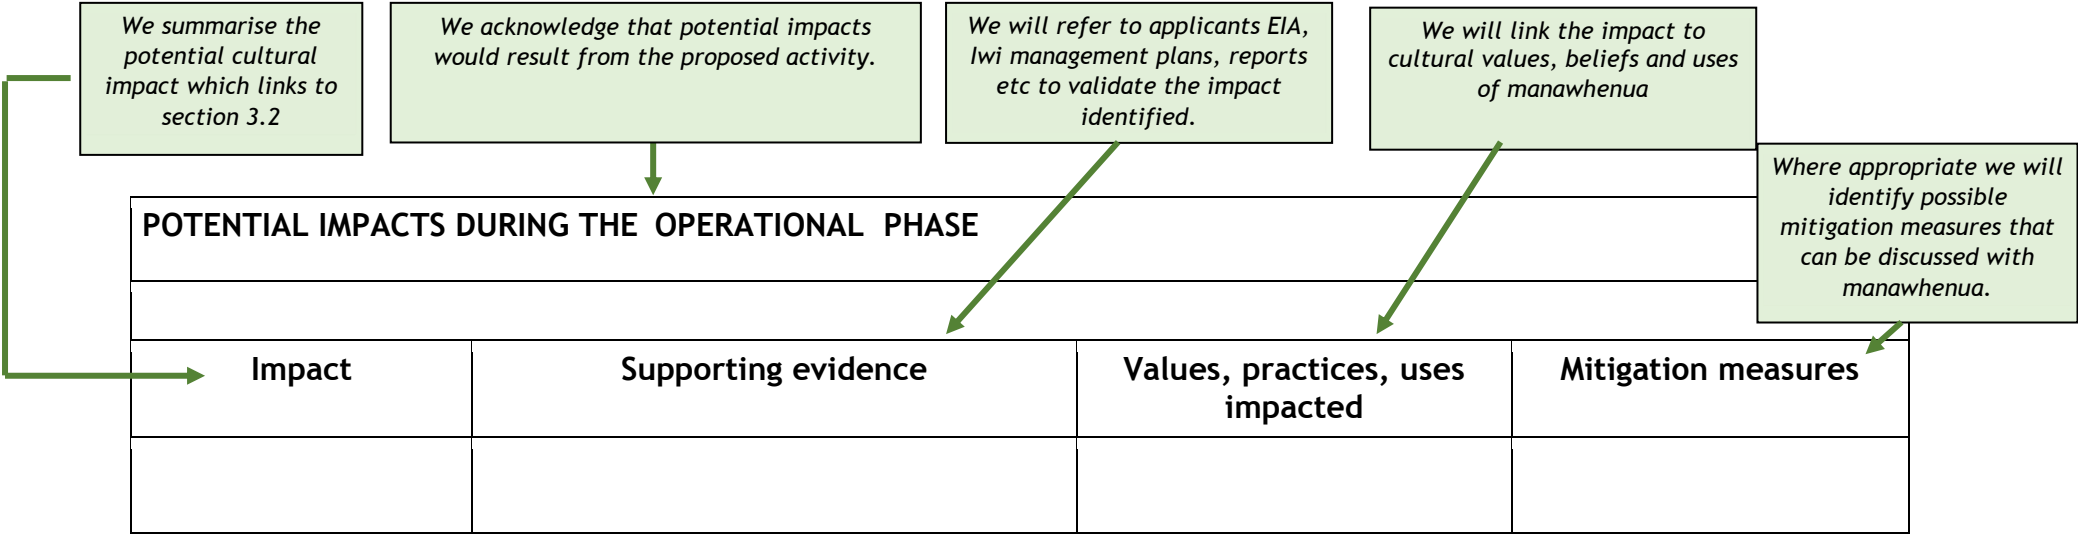 We summarise the
potential cultural
impact which links to
section 3.2
We acknowledge that potential impacts
would result from the proposed activity.
We will refer to applicants EIA,
Iwi management plans, reports
etc to validate the impact
identified.
We will link the impact to
cultural values, beliefs and uses
of manawhenua
Where appropriate we will
identify possible
mitigation measures that
can be discussed with
manawhenua.
POTENTIAL IMPACTS DURING THE OPERATIONAL PHASE
Impact
Supporting evidence
Values, practices, uses
impacted
Mitigation measures